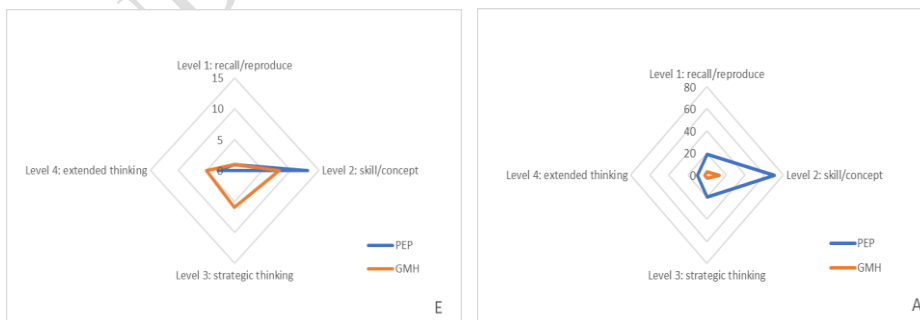 Level 1: recall/reproduce
15
10
5
0
Level 4: extended thinking
Level 2: skill/concept
Level 3: strategic thinking
PEP
GMH
E
Level 1: recall/reproduce
80
60
40
20
0
Level 4: extended thinking
Level 2: skill/concept
Level 3: strategic thinking
PEP
GMH
A